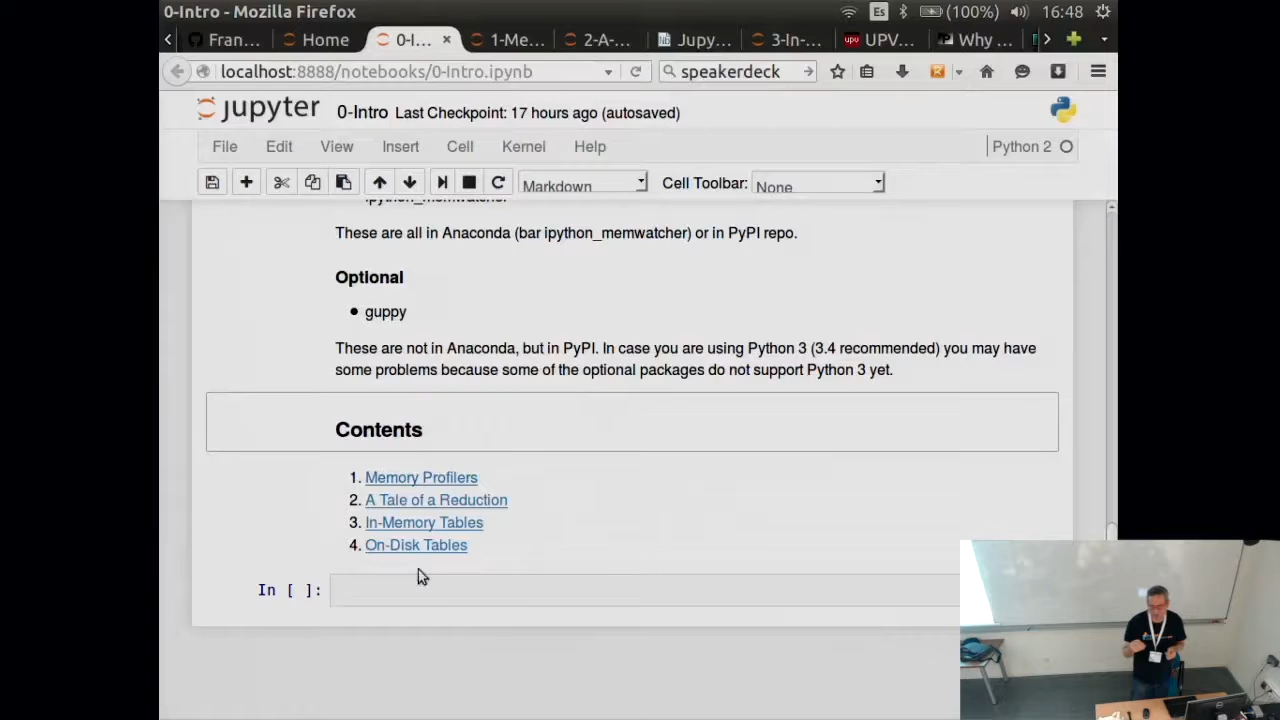 0-Intro - Mozilla Firefox
Es (100%) 16:48
Fran... Home 0-I... 1-Me... 2-A-... Jupy... 3-In-... UPV... Why ...
localhost:8888/notebooks/0-Intro.ipynb speakerdeck
jupyter 0-Intro Last Checkpoint: 17 hours ago (autosaved)
File Edit View Insert Cell Kernel Help Python 2
Markdown Cell Toolbar: None
ipython_memwatcher
These are all in Anaconda (bar ipython_memwatcher) or in PyPI repo.
Optional
● guppy
These are not in Anaconda, but in PyPI. In case you are using Python 3 (3.4 recommended) you may have
some problems because some of the optional packages do not support Python 3 yet.
Contents
1. Memory Profilers
2. A Tale of a Reduction
3. In-Memory Tables
4. On-Disk Tables
In [ ]: